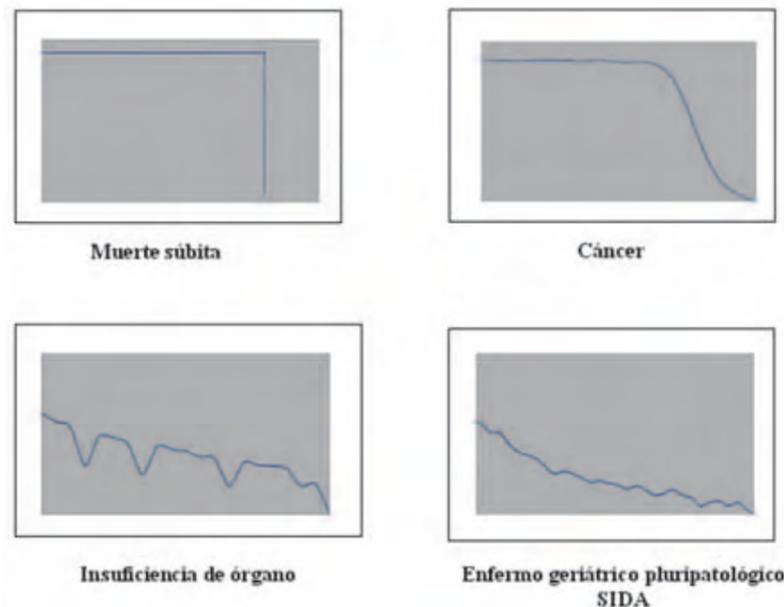 Muerte súbita
Cáncer
Insuficiencia de órgano
Enfermo geriátrico pluripatológico
SIDA